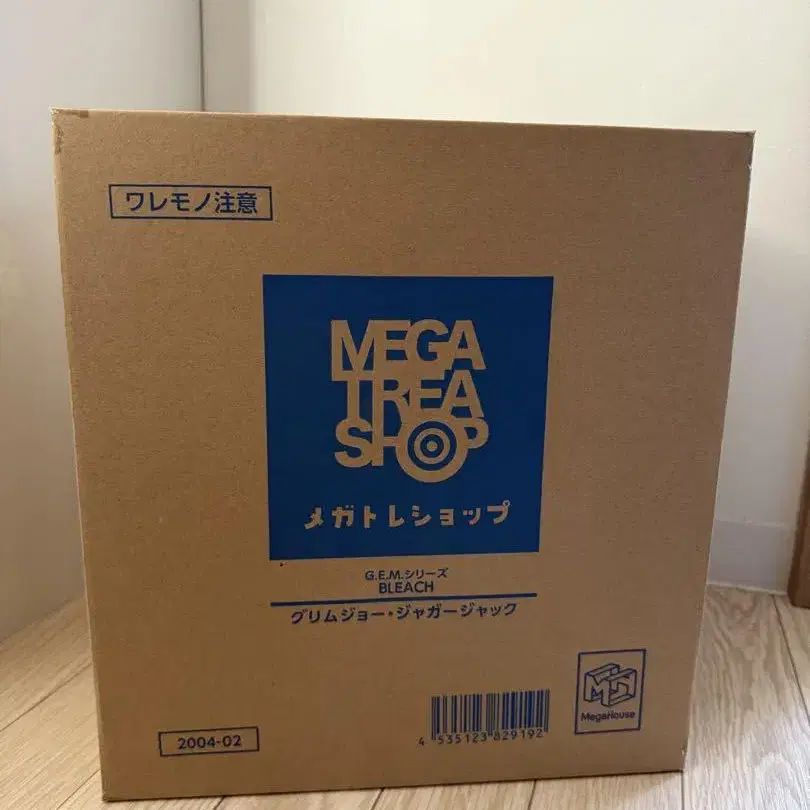 ワレモノ注意
MEGA
TREA
SHOP
メガトレショップ
G.E.M.シリーズ
BLEACH
グリムジョー・ジャガージャック
MegaHouse
4 535123 829192
2004-02